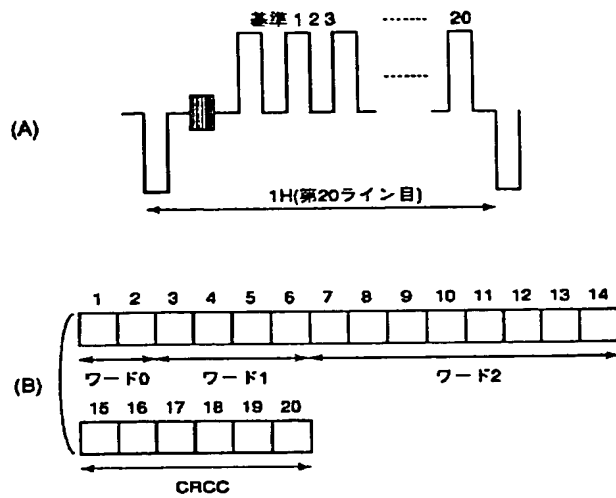 基準 1 2 3 ------- 20
(A)
1H(第20ライン目)
1 2 3 4 5 6 7 8 9 10 11 12 13 14
(B)
ワード0 ワード1 ワード2
15 16 17 18 19 20
CRCC